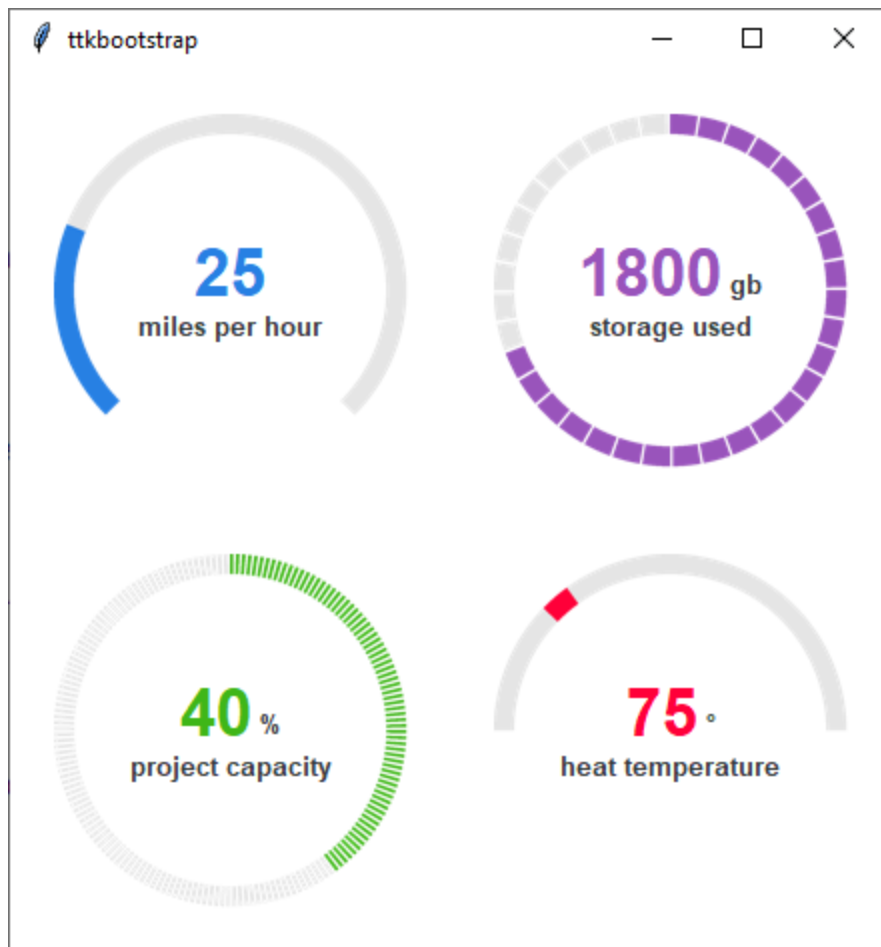 ttkbootstrap
25
miles per hour
1800 gb
storage used
40 %
project capacity
75 °
heat temperature